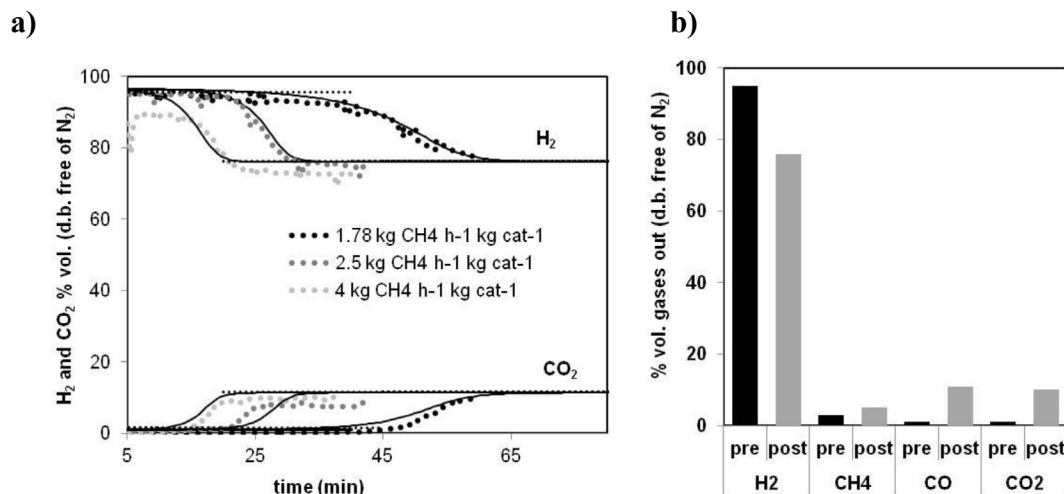 a)
H₂ and CO₂ % vol. (d.b. free of N₂)
100
80
60
40
20
0
5
25
45
65
time (min)
H₂
1.78 kg CH4 h-1 kg cat-1
2.5 kg CH4 h-1 kg cat-1
4 kg CH4 h-1 kg cat-1
CO₂
b)
% vol. gases out (d.b. free of N₂)
100
80
60
40
20
0
pre post pre post pre post pre post
H2 CH4 CO CO2